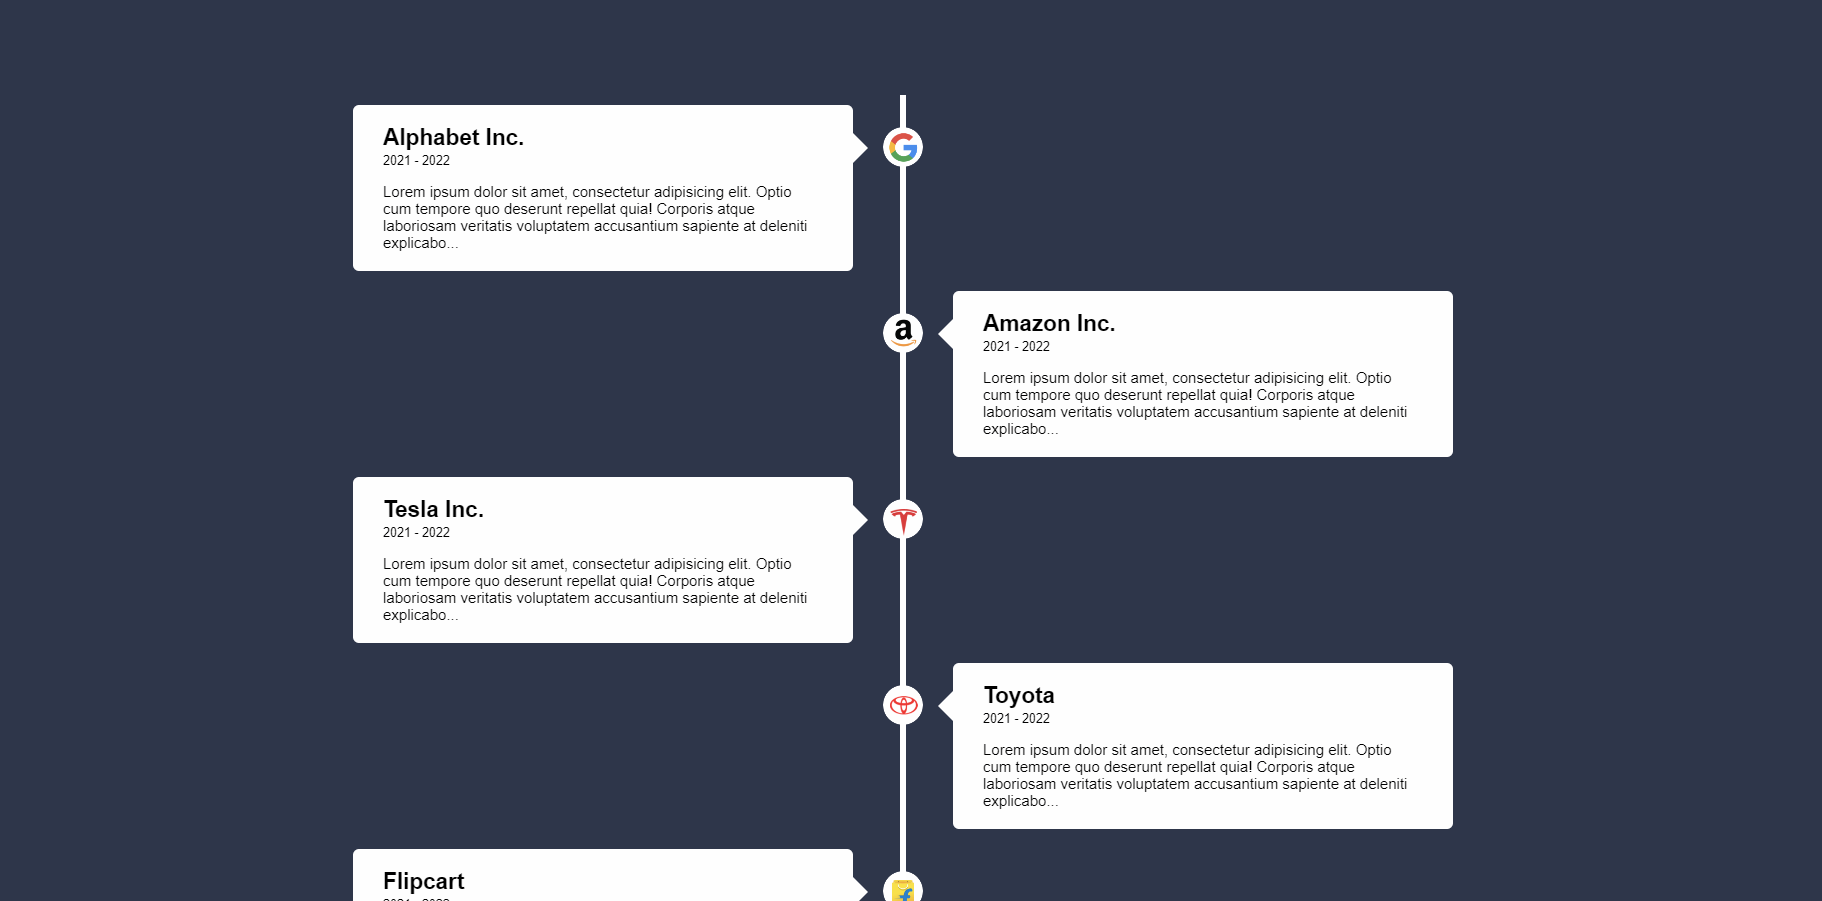 Alphabet Inc.
2021 - 2022
Lorem ipsum dolor sit amet, consectetur adipisicing elit. Optio
cum tempore quo deserunt repellat quia! Corporis atque
laboriosam veritatis voluptatem accusantium sapiente at deleniti
explicabo...
a
Amazon Inc.
2021 - 2022
Lorem ipsum dolor sit amet, consectetur adipisicing elit. Optio
cum tempore quo deserunt repellat quia! Corporis atque
laboriosam veritatis voluptatem accusantium sapiente at deleniti
explicabo...
Tesla Inc.
2021 - 2022
Lorem ipsum dolor sit amet, consectetur adipisicing elit. Optio
cum tempore quo deserunt repellat quia! Corporis atque
laboriosam veritatis voluptatem accusantium sapiente at deleniti
explicabo...
Toyota
2021 - 2022
Lorem ipsum dolor sit amet, consectetur adipisicing elit. Optio
cum tempore quo deserunt repellat quia! Corporis atque
laboriosam veritatis voluptatem accusantium sapiente at deleniti
explicabo...
Flipcart